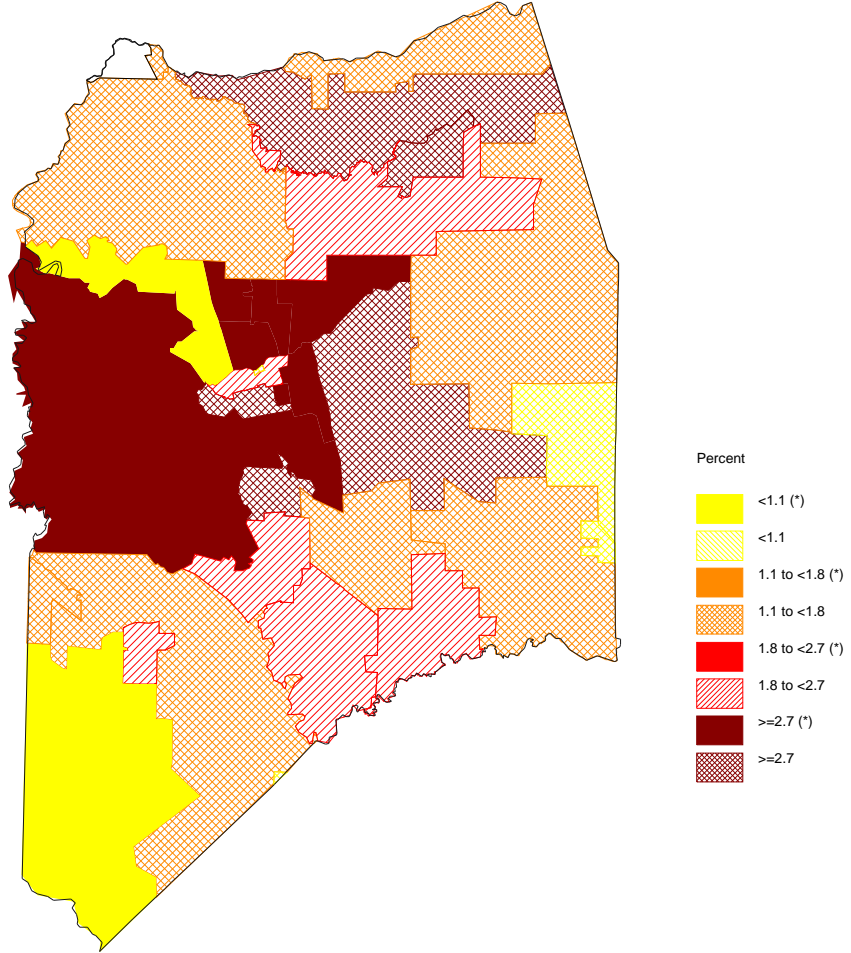 Percent
<1.1 (*)
<1.1
1.1 to <1.8 (*)
1.1 to <1.8
1.8 to <2.7 (*)
1.8 to <2.7
>=2.7 (*)
>=2.7